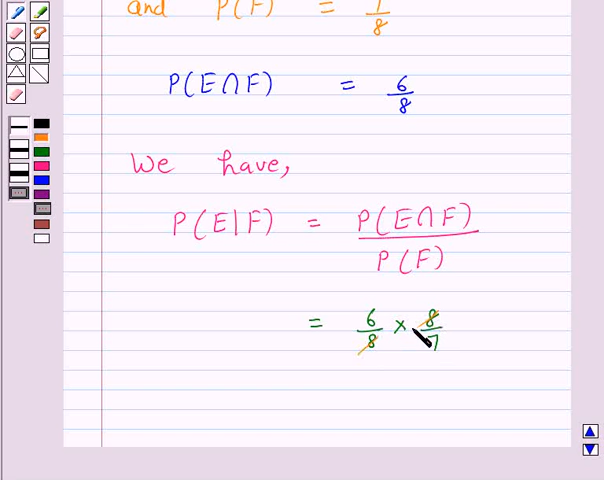 and P(F) = 7/8
P(E∩F) = 6/8
We have,
P(E|F) = P(E∩F)/P(F)
= 6/8 × 8/7